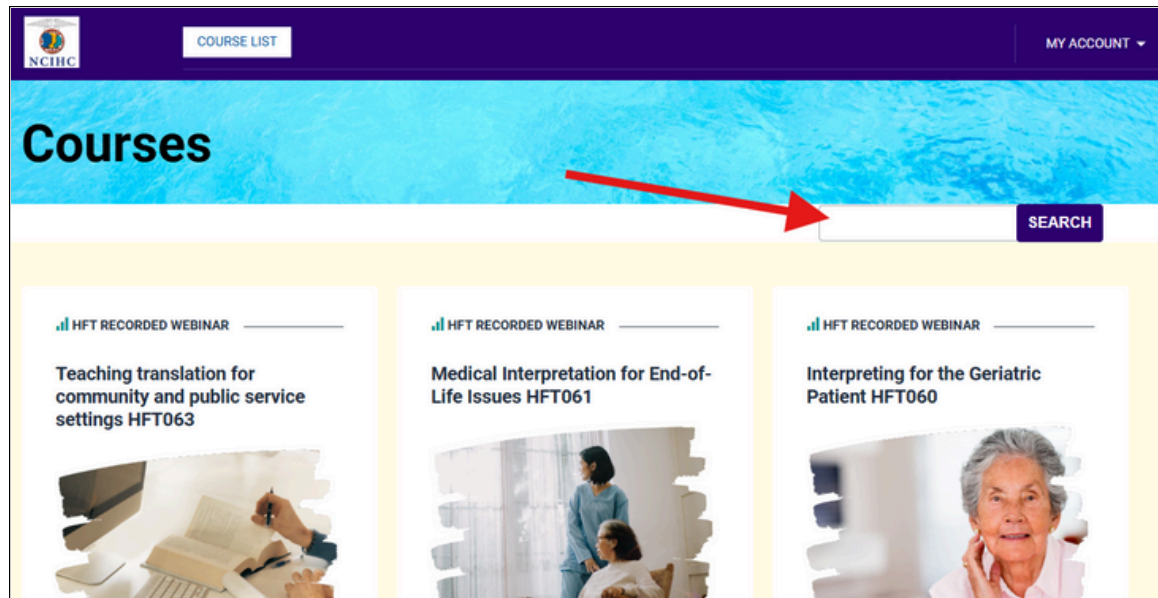 NCIHC
COURSE LIST
MY ACCOUNT
Courses
SEARCH
HFT RECORDED WEBINAR
Teaching translation for
community and public service
settings HFT063
HFT RECORDED WEBINAR
Medical Interpretation for End-of-
Life Issues HFT061
HFT RECORDED WEBINAR
Interpreting for the Geriatric
Patient HFT060